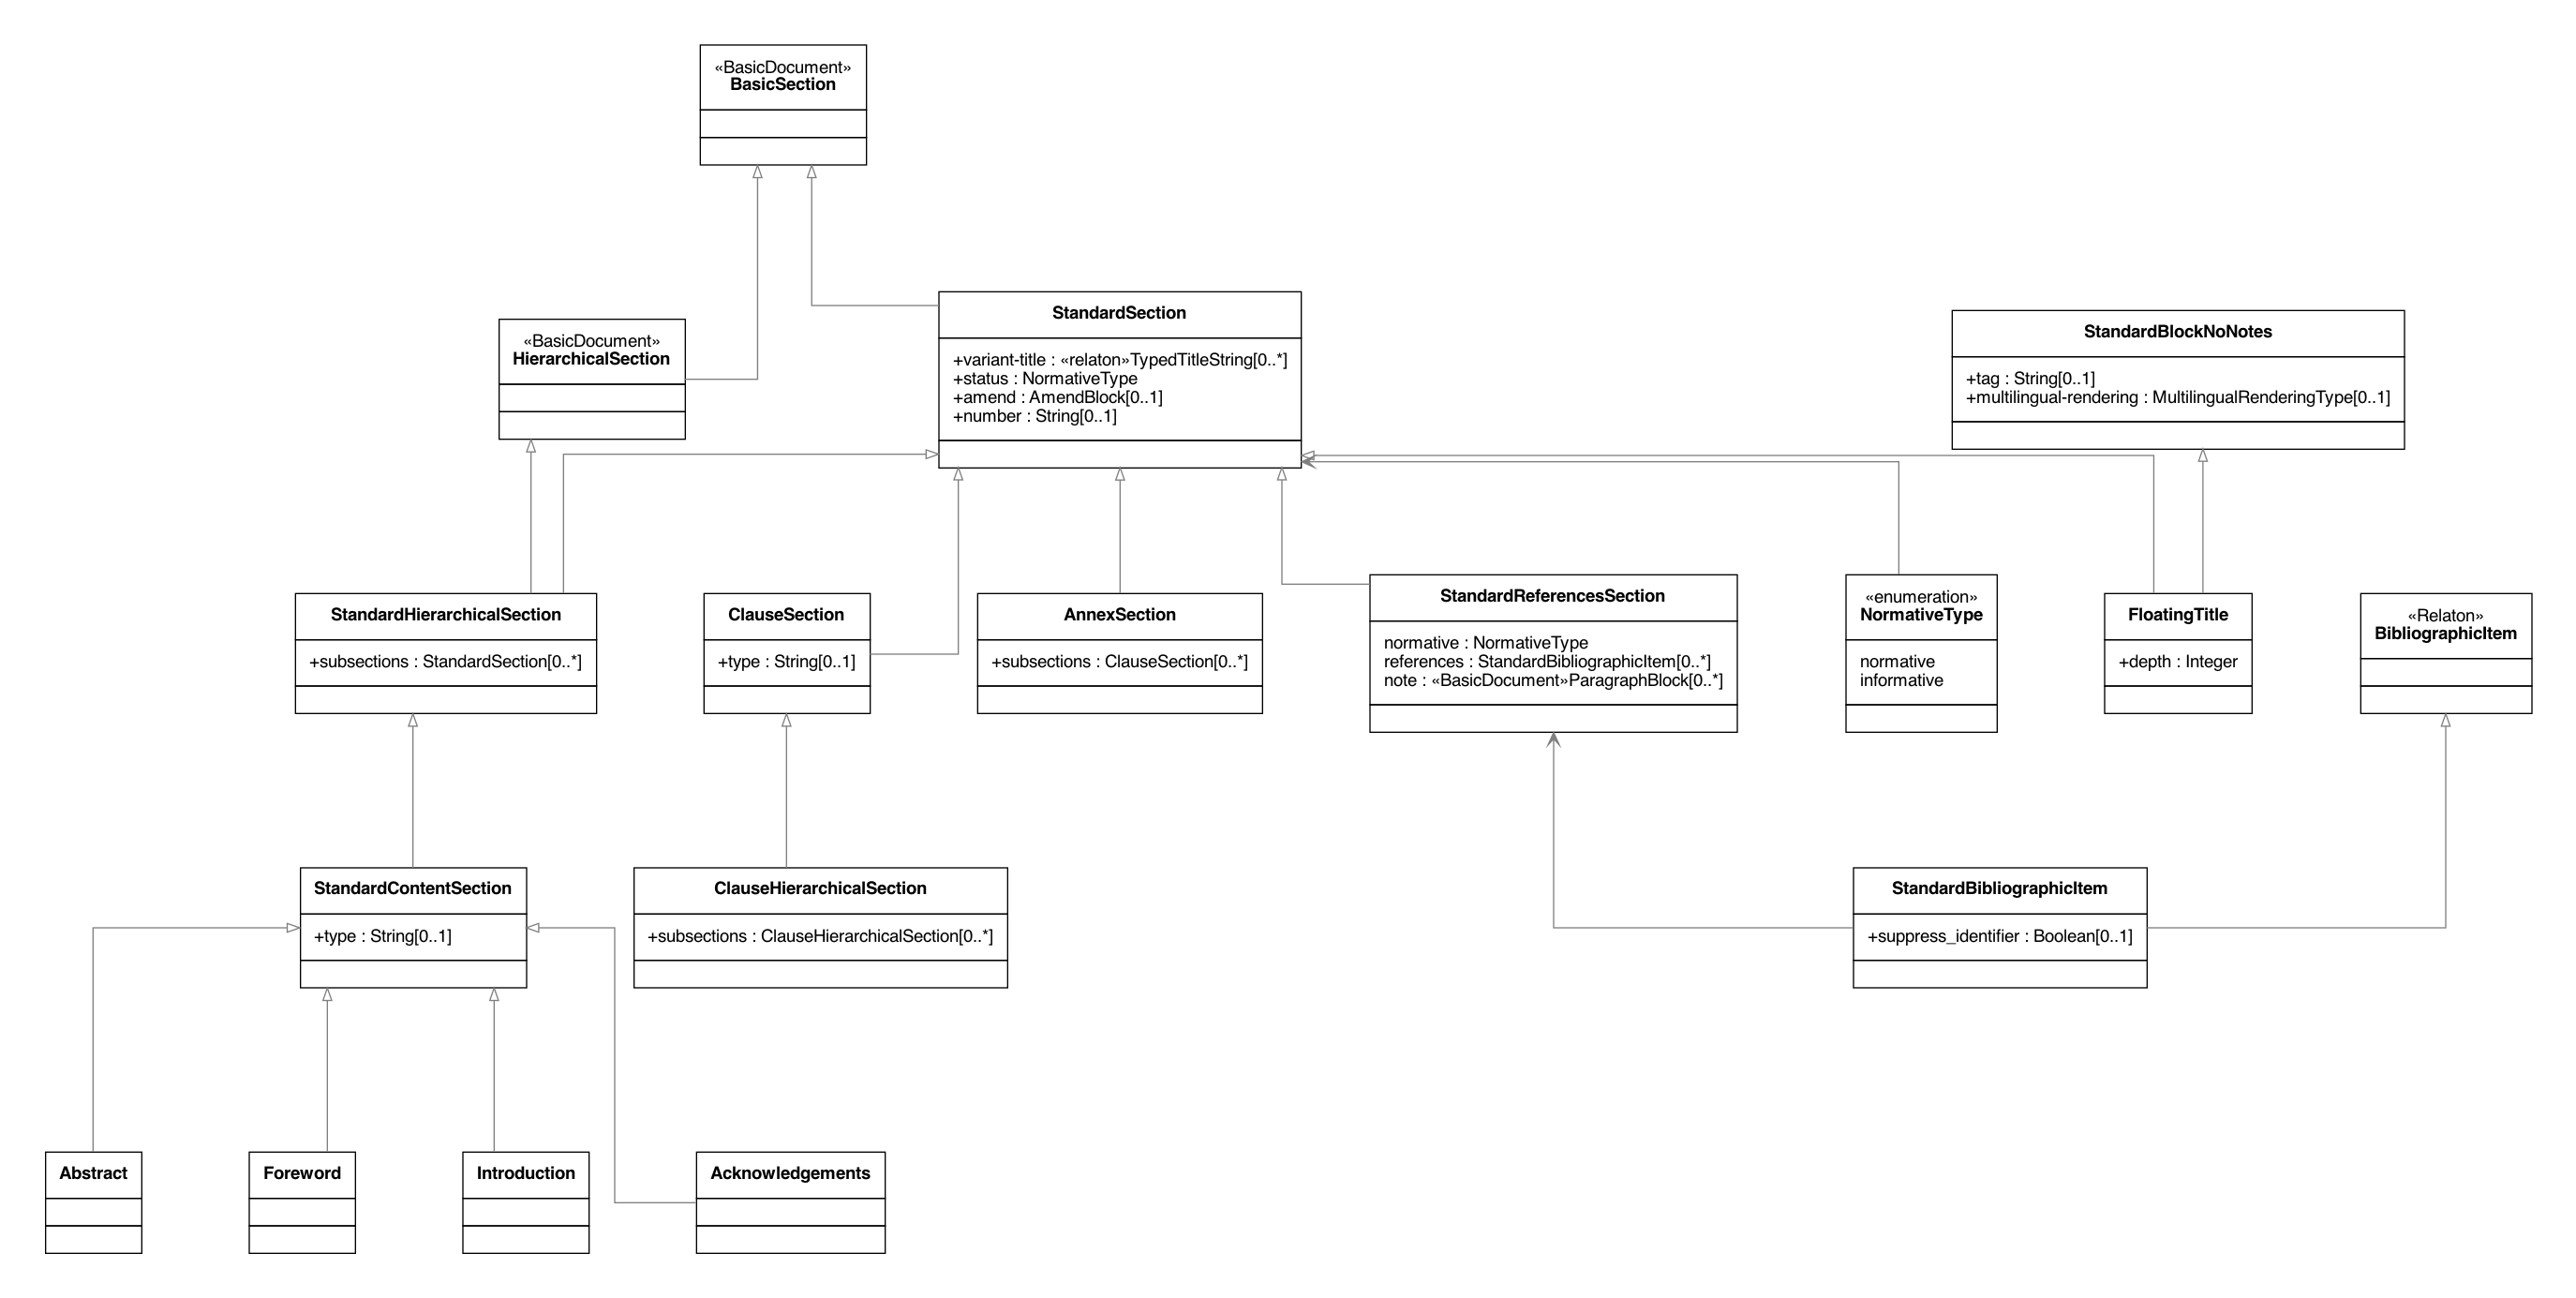 «BasicDocument»
BasicSection
«BasicDocument»
HierarchicalSection
StandardSection
+variant-title : «relaton»TypedTitleString[0..*]
+status : NormativeType
+amend : AmendBlock[0..1]
+number : String[0..1]
StandardBlockNoNotes
+tag : String[0..1]
+multilingual-rendering : MultilingualRenderingType[0..1]
StandardHierarchicalSection
+subsections : StandardSection[0..*]
ClauseSection
+type : String[0..1]
AnnexSection
+subsections : ClauseSection[0..*]
StandardReferencesSection
normative : NormativeType
references : StandardBibliographicItem[0..*]
note : «BasicDocument»ParagraphBlock[0..*]
«enumeration»
NormativeType
normative
informative
FloatingTitle
+depth : Integer
«Relaton»
BibliographicItem
StandardContentSection
+type : String[0..1]
ClauseHierarchicalSection
+subsections : ClauseHierarchicalSection[0..*]
StandardBibliographicItem
+suppress_identifier : Boolean[0..1]
Abstract
Foreword
Introduction
Acknowledgements